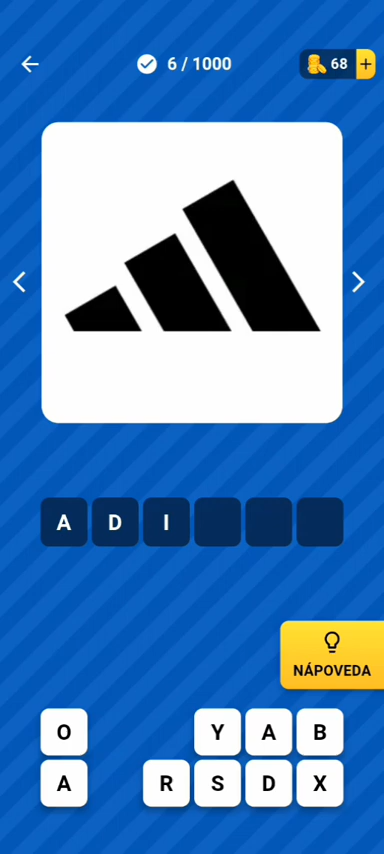 6 / 1000
68 +
A D I
NÁPOVEDA
O Y A B
A R S D X